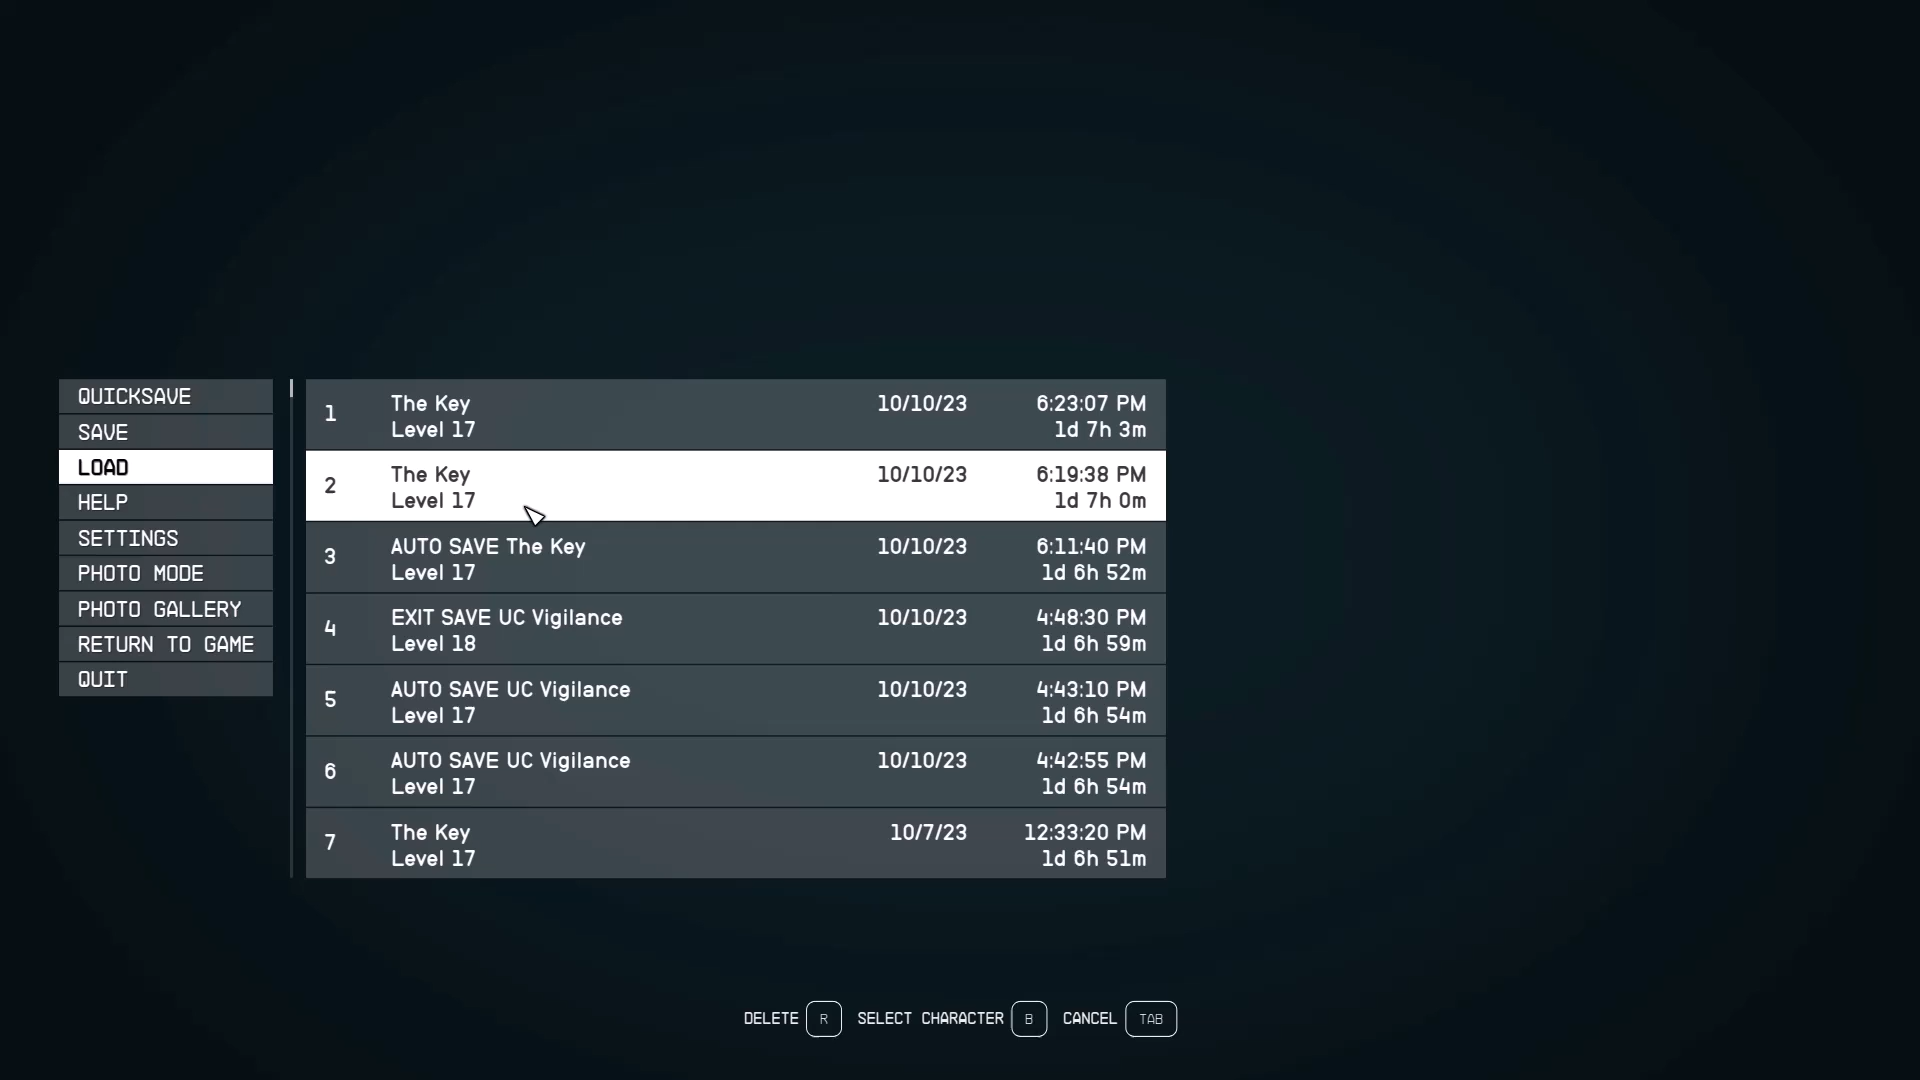 QUICKSAVE
SAVE
LOAD
HELP
SETTINGS
PHOTO MODE
PHOTO GALLERY
RETURN TO GAME
QUIT
1 The Key 10/10/23 6:23:07 PM
Level 17 1d 7h 3m
2 The Key 10/10/23 6:19:38 PM
Level 17 1d 7h 0m
3 AUTO SAVE The Key 10/10/23 6:11:40 PM
Level 17 1d 6h 52m
4 EXIT SAVE UC Vigilance 10/10/23 4:48:30 PM
Level 18 1d 6h 59m
5 AUTO SAVE UC Vigilance 10/10/23 4:43:10 PM
Level 17 1d 6h 54m
6 AUTO SAVE UC Vigilance 10/10/23 4:42:55 PM
Level 17 1d 6h 54m
7 The Key 10/7/23 12:33:20 PM
Level 17 1d 6h 51m
DELETE R SELECT CHARACTER B CANCEL TAB